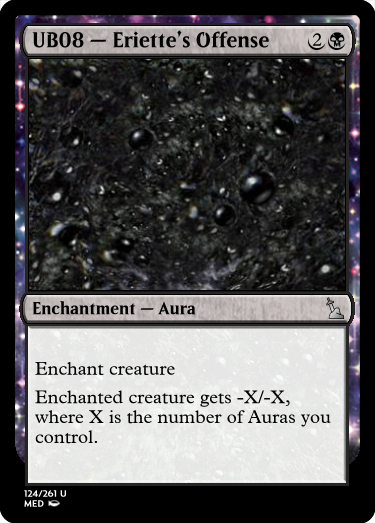 UB08 — Eriette's Offense 2
Enchantment — Aura
Enchant creature
Enchanted creature gets -X/-X,
where X is the number of Auras you
control.
124/261 U
MED